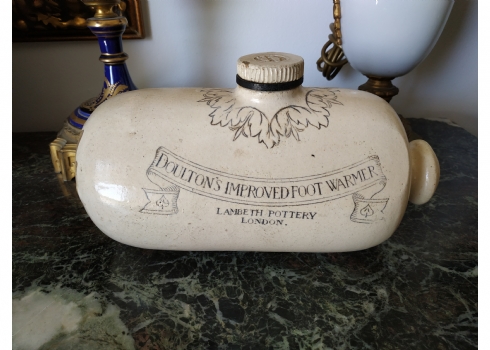 DOULTON'S IMPROVED FOOT WARMER
LAMBETH POTTERY
LONDON.